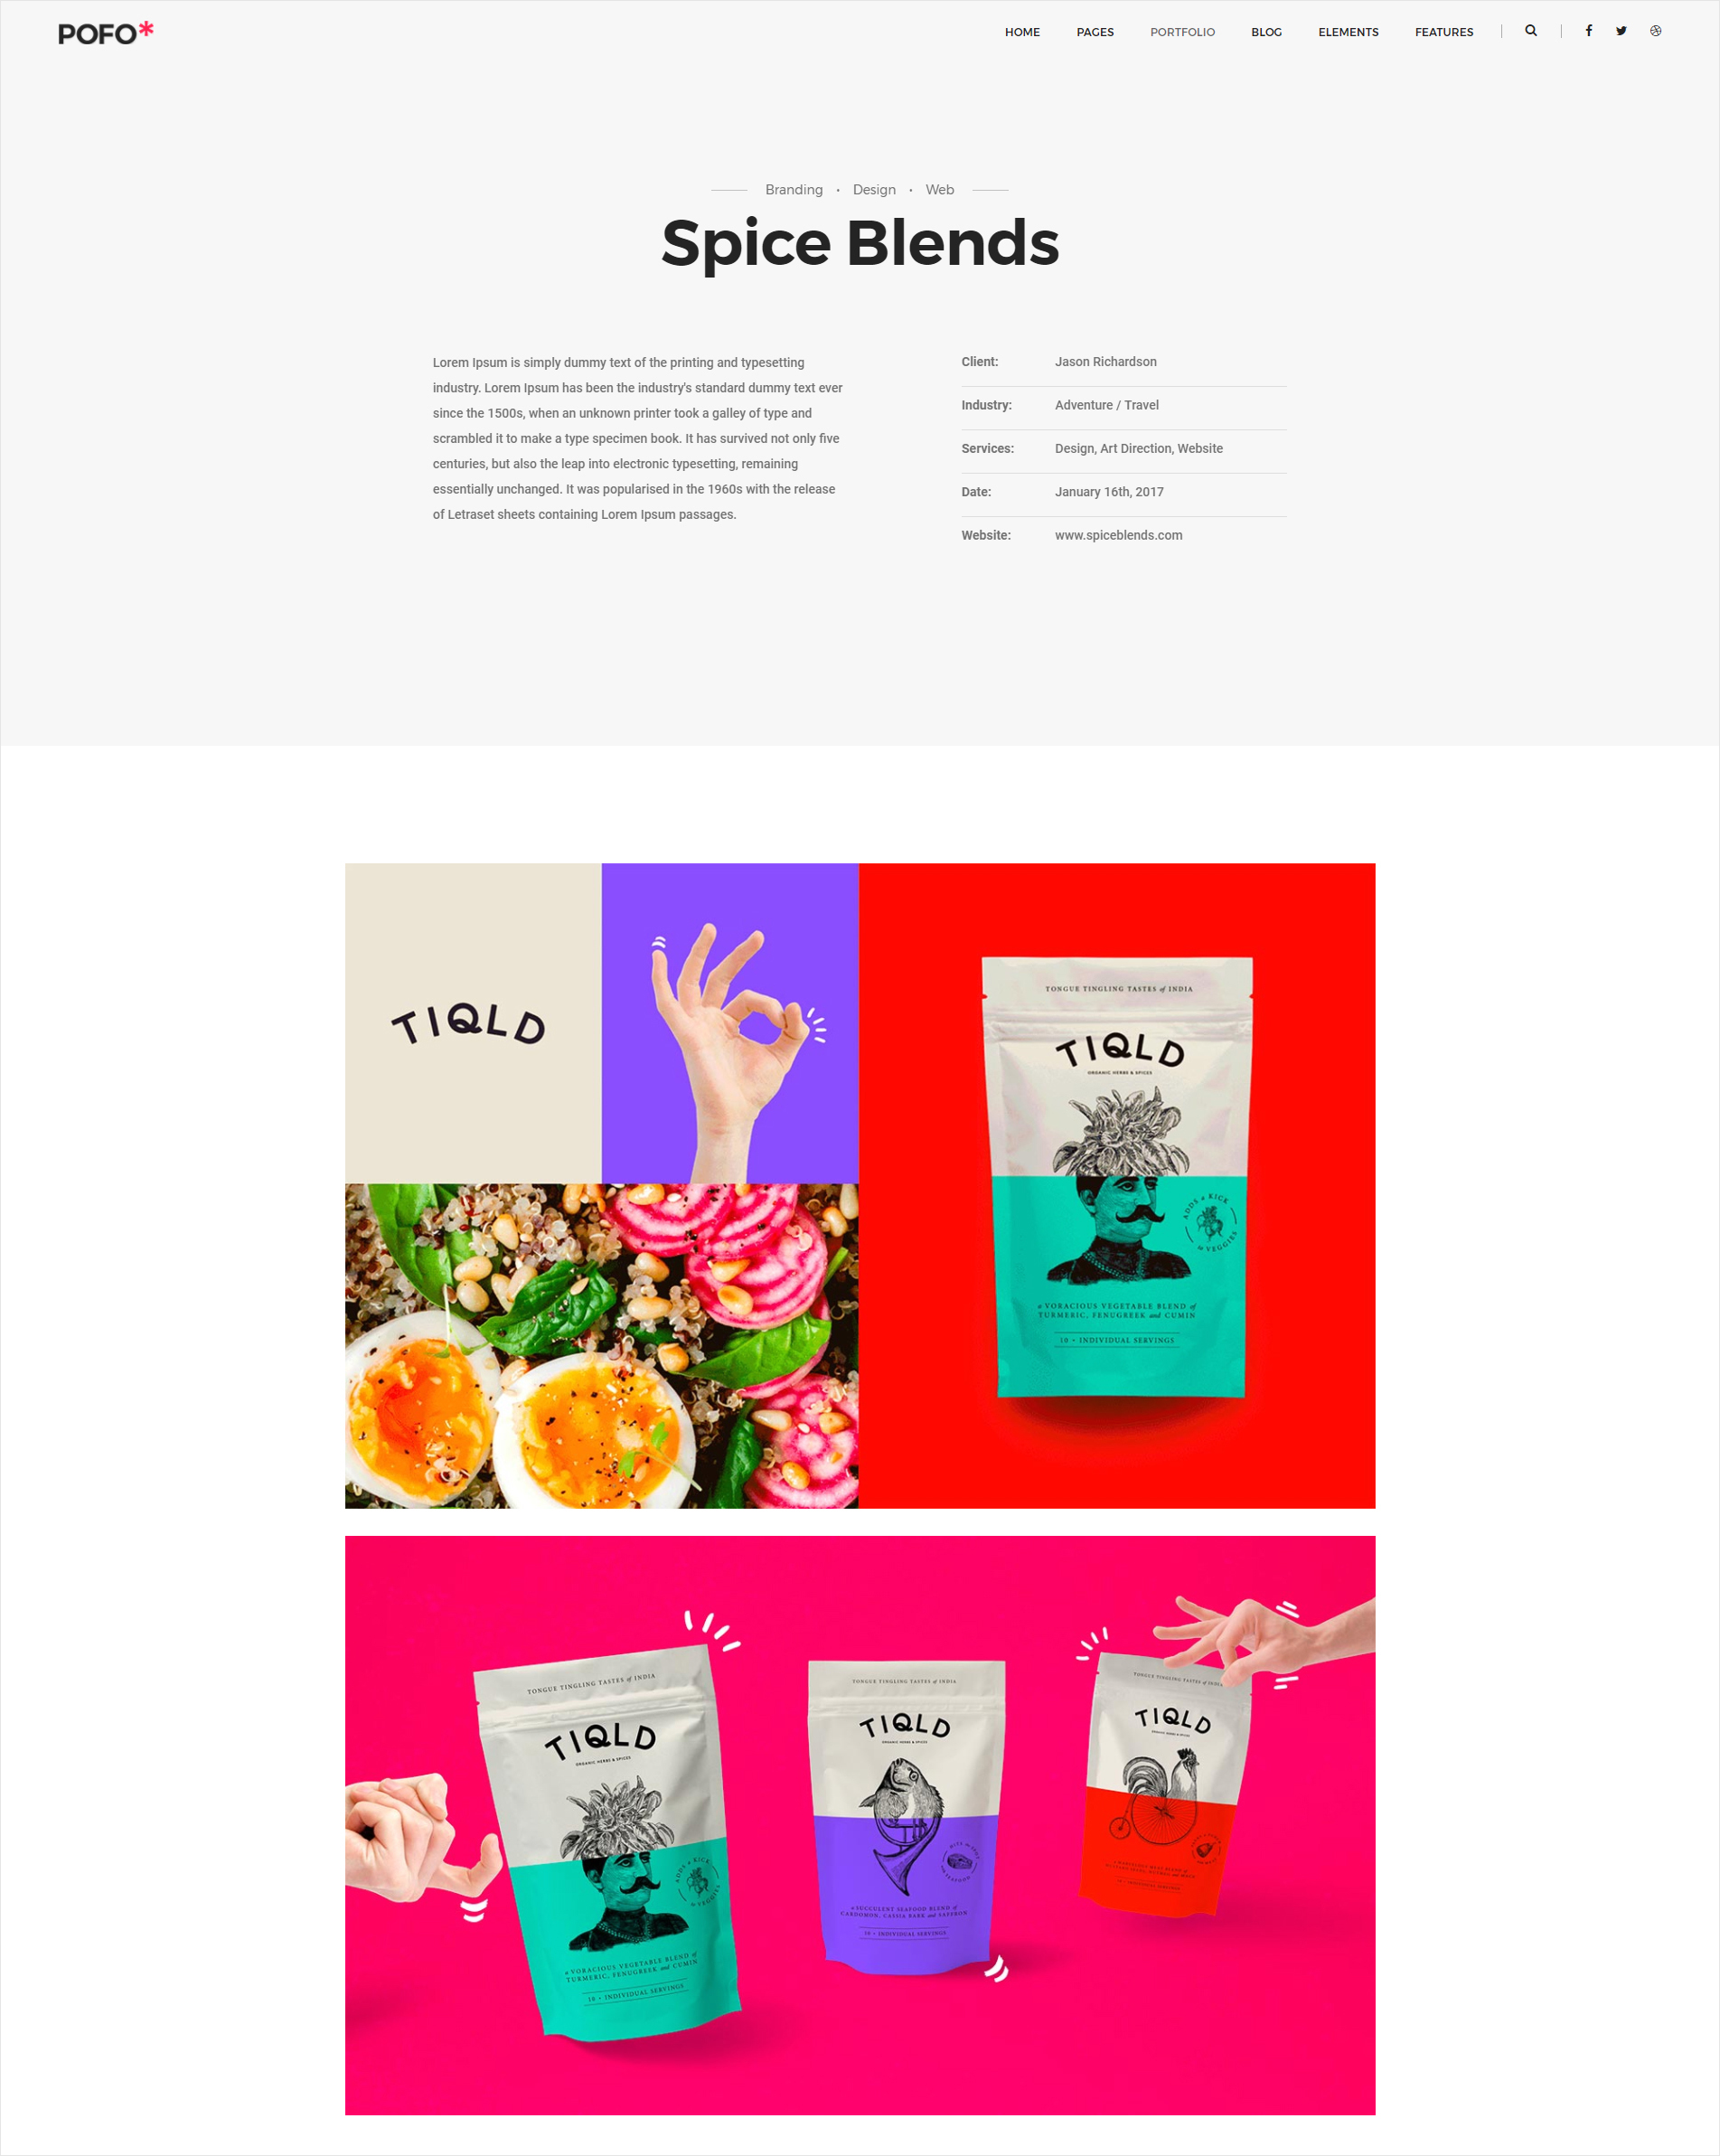 POFO*
HOME PAGES PORTFOLIO BLOG ELEMENTS FEATURES
Branding • Design • Web
Spice Blends
Lorem Ipsum is simply dummy text of the printing and typesetting
industry. Lorem Ipsum has been the industry's standard dummy text ever
since the 1500s, when an unknown printer took a galley of type and
scrambled it to make a type specimen book. It has survived not only five
centuries, but also the leap into electronic typesetting, remaining
essentially unchanged. It was popularised in the 1960s with the release
of Letraset sheets containing Lorem Ipsum passages.
Client: Jason Richardson
Industry: Adventure / Travel
Services: Design, Art Direction, Website
Date: January 16th, 2017
Website: www.spiceblends.com
TIQLD
TONGUE TINGLING TASTES of INDIA
TIQLD
ORGANIC HERBS & SPICES
ADDS a KICK
to VEGGIES
a VORACIOUS VEGETABLE BLEND of
TURMERIC, FENUGREEK and CUMIN
10 • INDIVIDUAL SERVINGS
TONGUE TINGLING TASTES of INDIA
TIQLD
ORGANIC HERBS & SPICES
ADDS a KICK
to VEGGIES
a VORACIOUS VEGETABLE BLEND of
TURMERIC, FENUGREEK and CUMIN
10 • INDIVIDUAL SERVINGS
TONGUE TINGLING TASTES of INDIA
TIQLD
ORGANIC HERBS & SPICES
a SUCCULENT SEAFOOD BLEND of
CARDOMON, CASSIA BARK and SAFFRON
10 • INDIVIDUAL SERVINGS
TONGUE TINGLING TASTES of INDIA
TIQLD
ORGANIC HERBS & SPICES